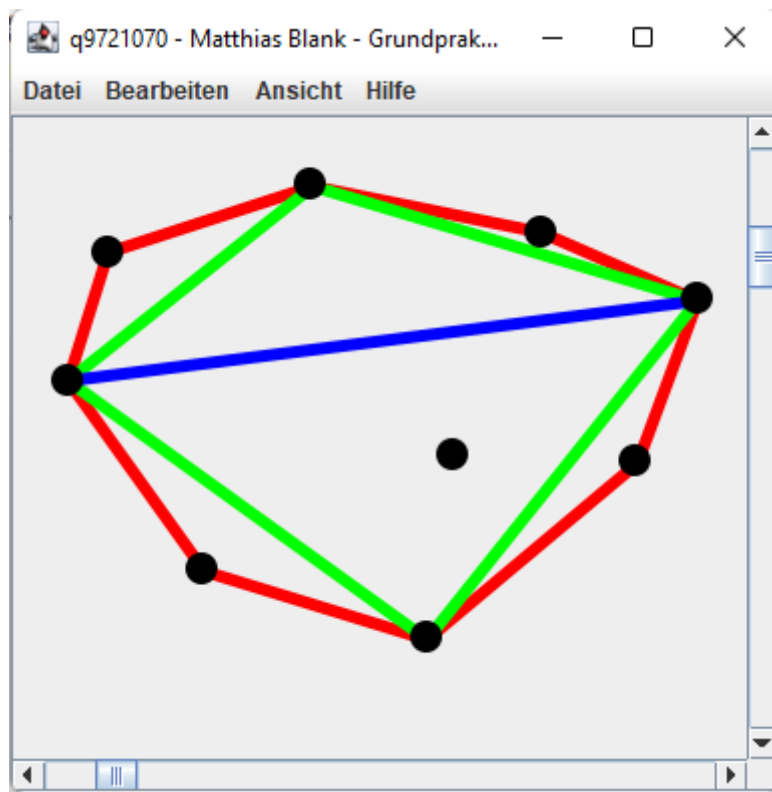 q9721070 - Matthias Blank - Grundprak...
Datei Bearbeiten Ansicht Hilfe